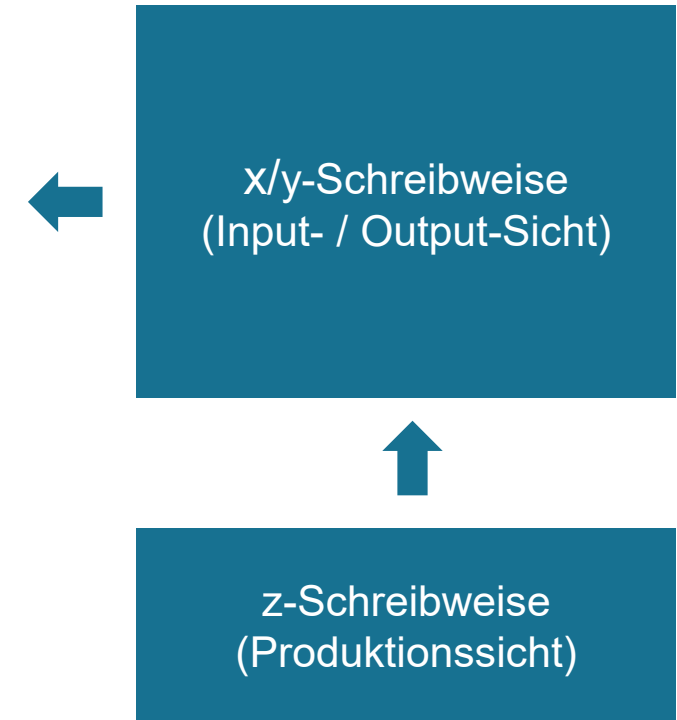 x/y-Schreibweise
(Input- / Output-Sicht)
z-Schreibweise
(Produktionssicht)